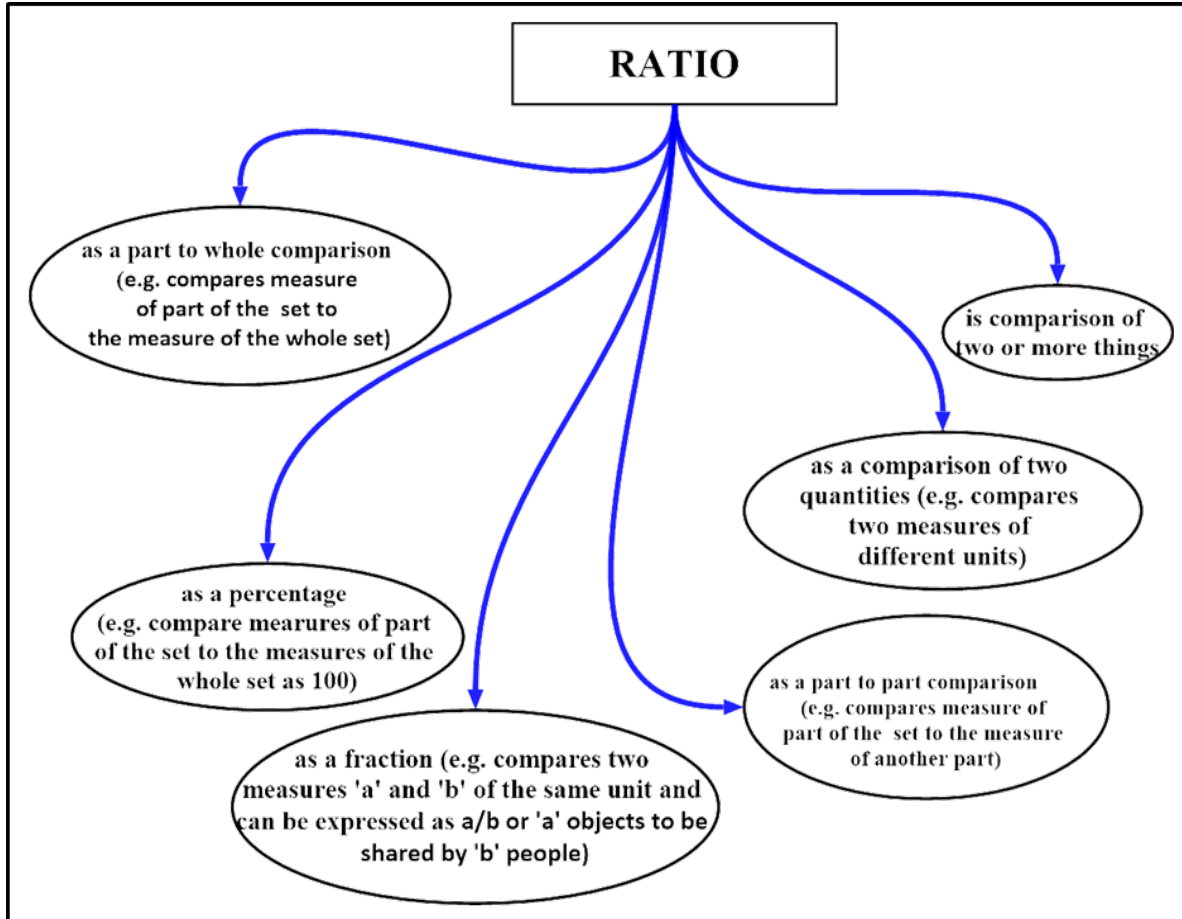 RATIO
as a part to whole comparison
(e.g. compares measure
of part of the set to
the measure of the whole set)
is comparison of
two or more things
as a comparison of two
quantities (e.g. compares
two measures of
different units)
as a percentage
(e.g. compare mearures of part
of the set to the measures of the
whole set as 100)
as a part to part comparison
(e.g. compares measure of
part of the set to the measure
of another part)
as a fraction (e.g. compares two
measures 'a' and 'b' of the same unit and
can be expressed as a/b or 'a' objects to be
shared by 'b' people)